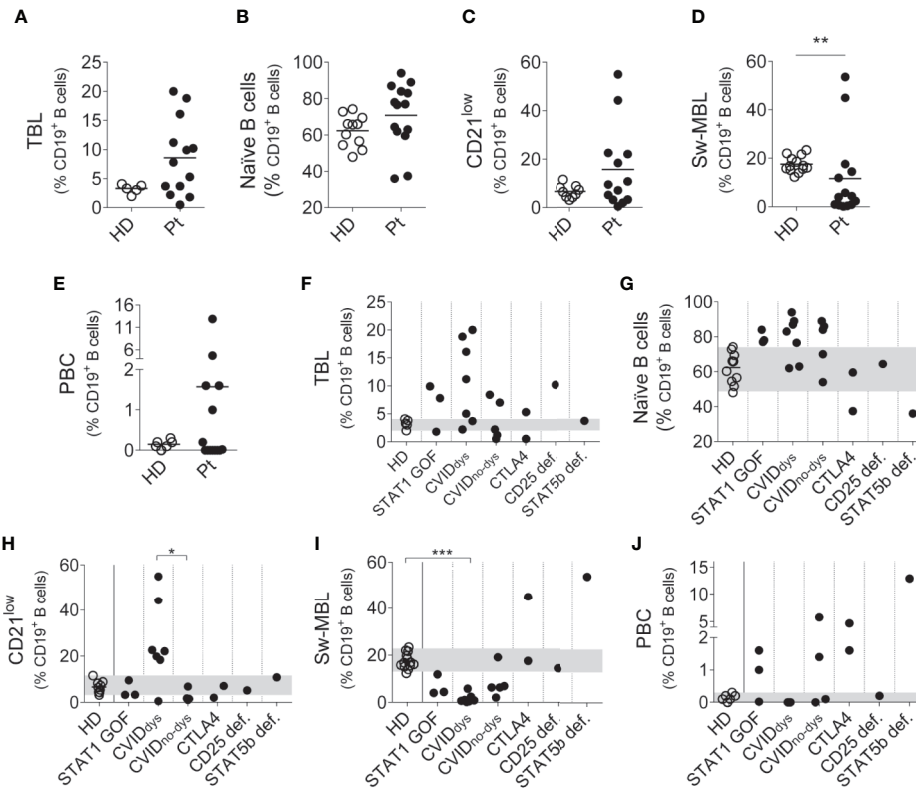 A
TBL
(% CD19+ B cells)
25
20
15
10
5
0
HD
Pt
B
Naïve B cells
(% CD19+ B cells)
100
80
60
40
20
HD
Pt
C
CD21low
(% CD19+ B cells)
60
40
20
0
HD
Pt
D
Sw-MBL
(% CD19+ B cells)
60
40
20
0
**
HD
Pt
E
PBC
(% CD19+ B cells)
16
11
6
2
1
0
HD
Pt
F
TBL
(% CD19+ B cells)
25
20
15
10
5
0
HD
STAT1 GOF
CVIDdys
CVIDno-dys
CTLA4
CD25 def.
STAT5b def.
G
Naïve B cells
(% CD19+ B cells)
100
80
60
40
20
HD
STAT1 GOF
CVIDdys
CVIDno-dys
CTLA4
CD25 def.
STAT5b def.
H
CD21low
(% CD19+ B cells)
60
40
20
0
*
HD
STAT1 GOF
CVIDdys
CVIDno-dys
CTLA4
CD25 def.
STAT5b def.
I
Sw-MBL
(% CD19+ B cells)
60
40
20
0
***
HD
STAT1 GOF
CVIDdys
CVIDno-dys
CTLA4
CD25 def.
STAT5b def.
J
PBC
(% CD19+ B cells)
15
10
5
2
1
0
HD
STAT1 GOF
CVIDdys
CVIDno-dys
CTLA4
CD25 def.
STAT5b def.